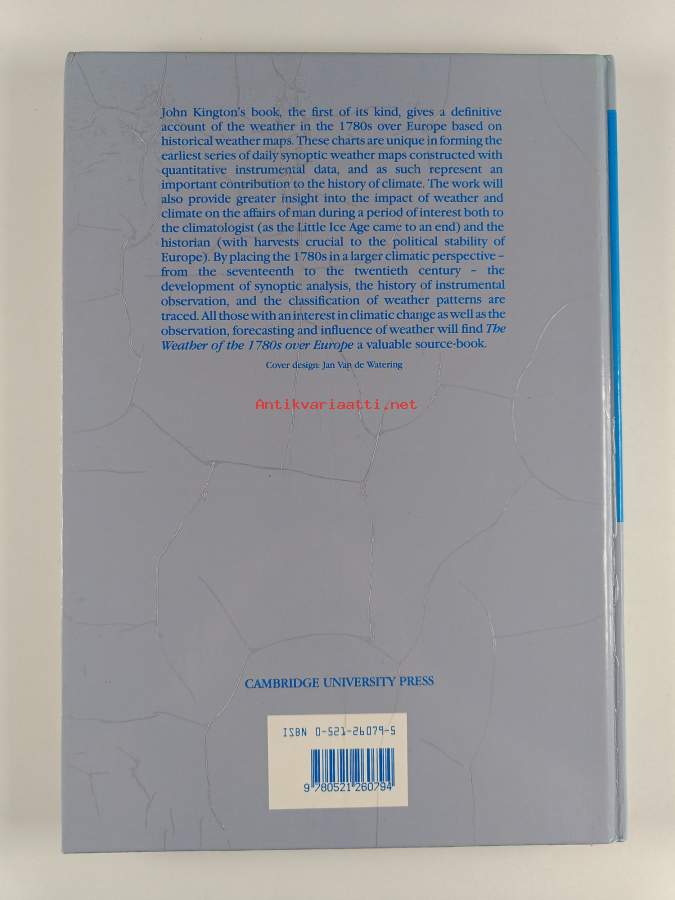 John Kington's book, the first of its kind, gives a definitive
account of the weather in the 1780s over Europe based on
historical weather maps. These charts are unique in forming the
earliest series of daily synoptic weather maps constructed with
quantitative instrumental data, and as such represent an
important contribution to the history of climate. The work will
also provide greater insight into the impact of weather and
climate on the affairs of man during a period of interest both to
the climatologist (as the Little Ice Age came to an end) and the
historian (with harvests crucial to the political stability of
Europe). By placing the 1780s in a larger climatic perspective –
from the seventeenth to the twentieth century – the
development of synoptic analysis, the history of instrumental
observation, and the classification of weather patterns are
traced. All those with an interest in climatic change as well as the
observation, forecasting and influence of weather will find The
Weather of the 1780s over Europe a valuable source-book.
Cover design: Jan Van de Watering
Antikvariaatti.net
CAMBRIDGE UNIVERSITY PRESS
ISBN 0-521-26079-5
9 780521 260794